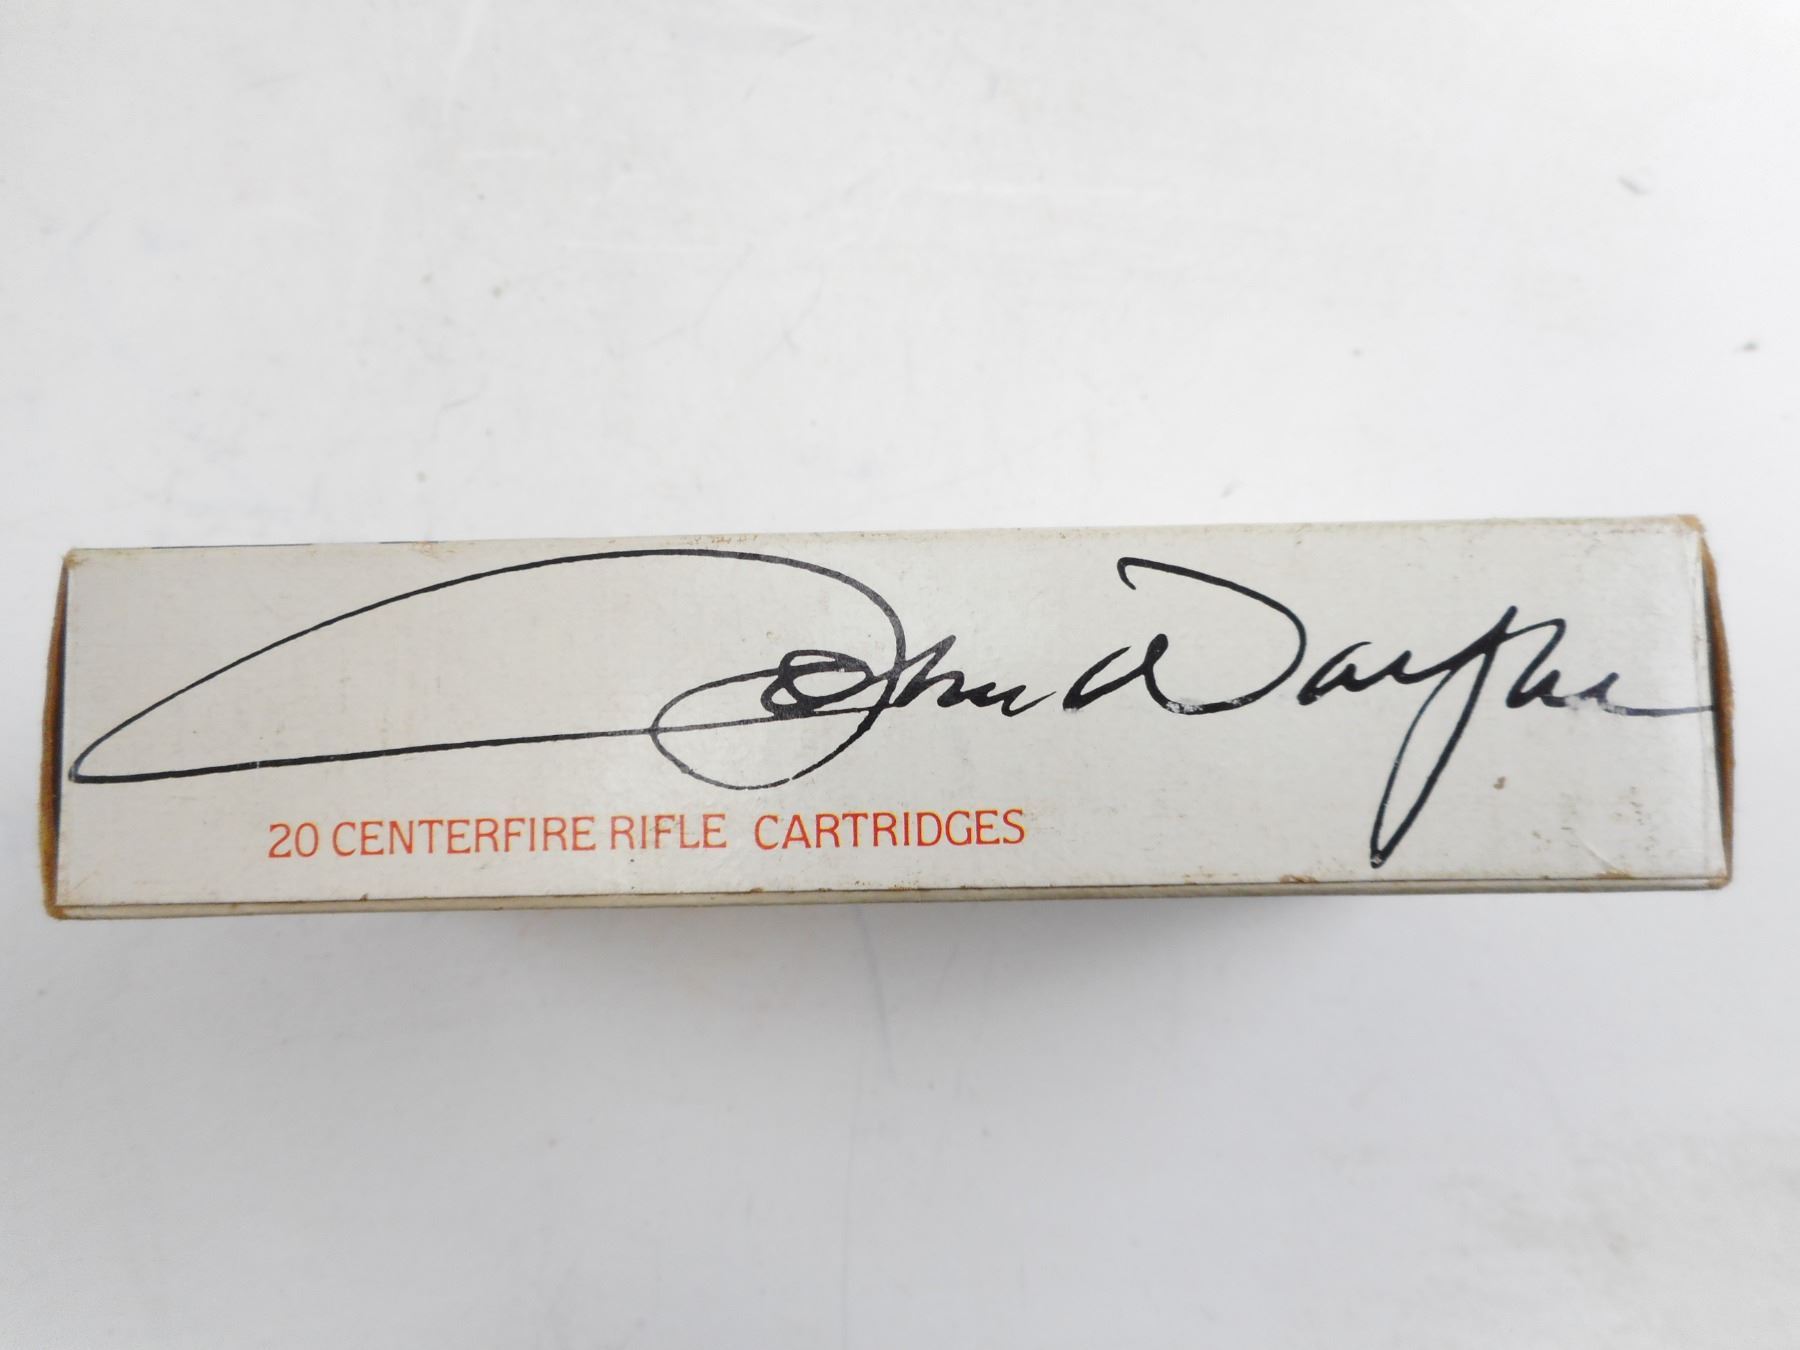 John Wayne
20 CENTERFIRE RIFLE CARTRIDGES